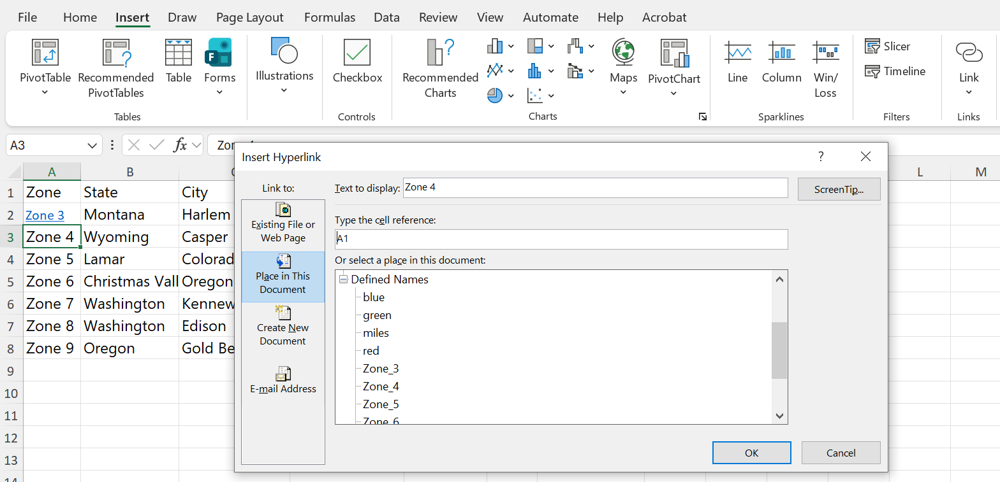 File Home Insert Draw Page Layout Formulas Data Review View Automate Help Acrobat
PivotTable
Recommended
PivotTables
Table
Forms
Illustrations
Checkbox
Recommended
Charts
Maps
PivotChart
Line
Column
Win/
Loss
Slicer
Timeline
Link
Tables
Controls
Charts
Sparklines
Filters
Links
A3
fx
A B L M
1 Zone State City
2 Zone 3 Montana Harlem
3 Zone 4 Wyoming Casper
4 Zone 5 Lamar Colorad
5 Zone 6 Christmas Vall Oregon
6 Zone 7 Washington Kennew
7 Zone 8 Washington Edison
8 Zone 9 Oregon Gold Be
9
10
11
12
13
14
Insert Hyperlink ?
Link to:
Existing File or
Web Page
Place in This
Document
Create New
Document
E-mail Address
Text to display: Zone 4
ScreenTip...
Type the cell reference:
A1
Or select a place in this document:
Defined Names
blue
green
miles
red
Zone_3
Zone_4
Zone_5
Zone_6
OK Cancel